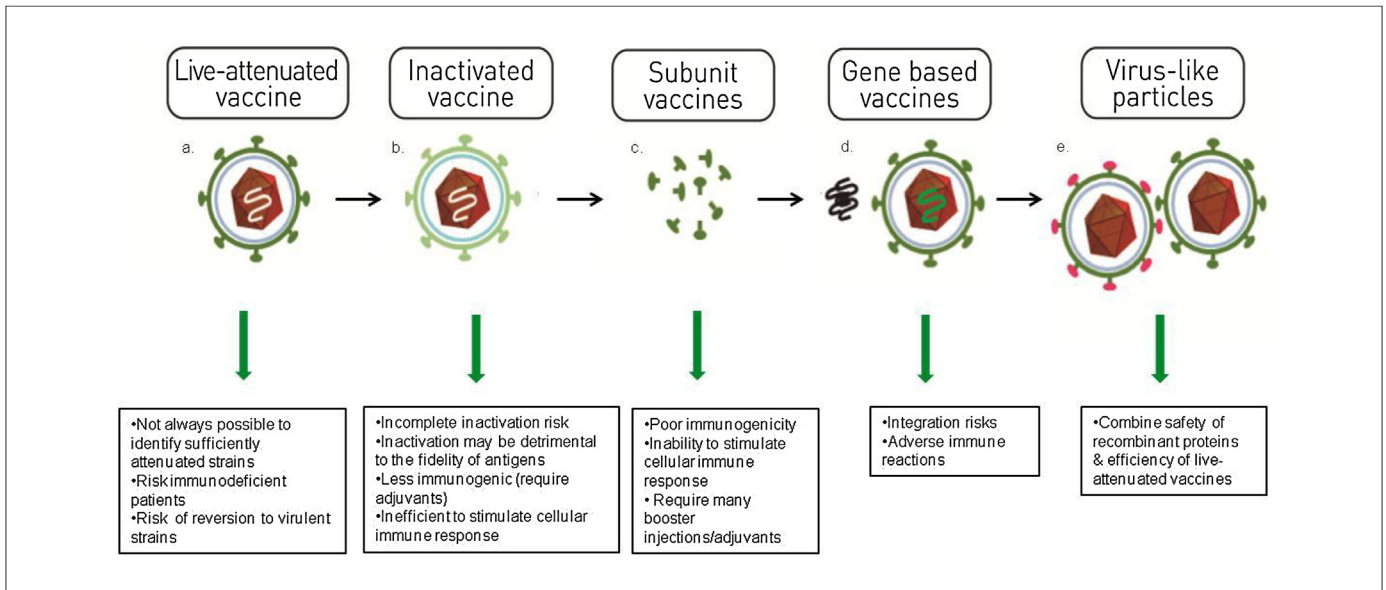 Live-attenuated
vaccine
Inactivated
vaccine
Subunit
vaccines
Gene based
vaccines
Virus-like
particles
a.
b.
c.
d.
e.
•Not always possible to
identify sufficiently
attenuated strains
•Risk immunodeficient
patients
•Risk of reversion to virulent
strains
•Incomplete inactivation risk
•Inactivation may be detrimental
to the fidelity of antigens
•Less immunogenic (require
adjuvants)
•Inefficient to stimulate cellular
immune response
•Poor immunogenicity
•Inability to stimulate
cellular immune
response
• Require many
booster
injections/adjuvants
•Integration risks
•Adverse immune
reactions
•Combine safety of
recombinant proteins
& efficiency of live-
attenuated vaccines